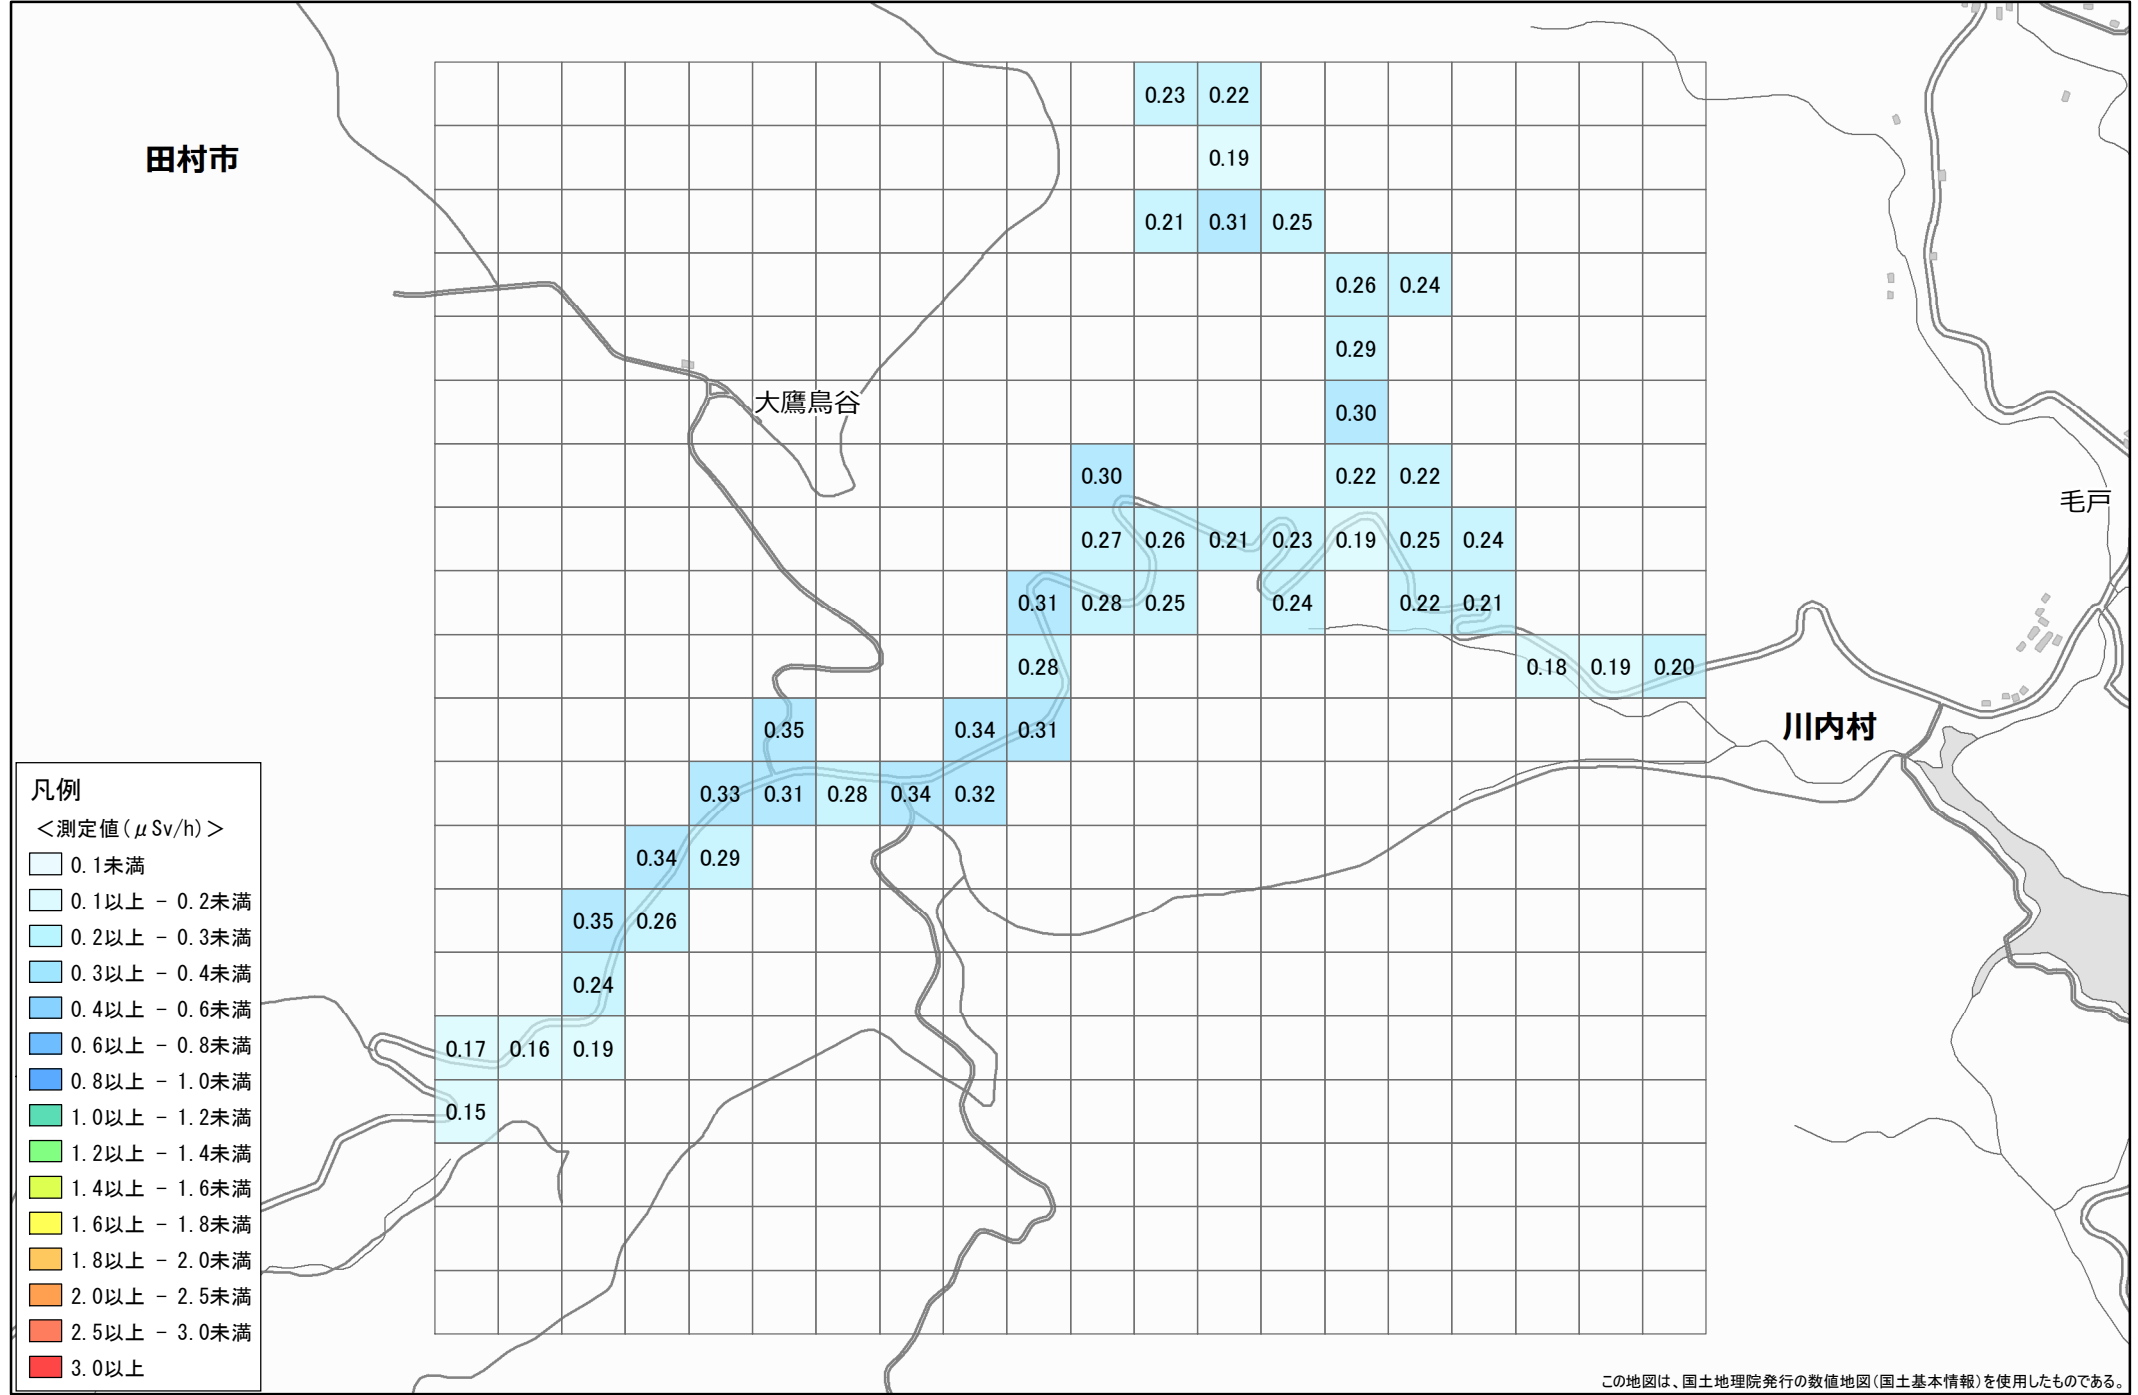 0.23 0.22
田村市
0.19
0.21 0.31 0.25
0.26 0.24
0.29
大鷹鳥谷
0.30
0.30 0.22 0.22
毛戸
0.27 0.26 0.21 0.23 0.19 0.25 0.24
0.31 0.28 0.25 0.24 0.22 0.21
0.28 0.18 0.19 0.20
0.35 0.34 0.31
川内村
0.33 0.31 0.28 0.34 0.32
0.34 0.29
0.35 0.26
0.24
0.17 0.16 0.19
0.15
凡例
＜測定値(μSv/h)＞
0.1未満
0.1以上 - 0.2未満
0.2以上 - 0.3未満
0.3以上 - 0.4未満
0.4以上 - 0.6未満
0.6以上 - 0.8未満
0.8以上 - 1.0未満
1.0以上 - 1.2未満
1.2以上 - 1.4未満
1.4以上 - 1.6未満
1.6以上 - 1.8未満
1.8以上 - 2.0未満
2.0以上 - 2.5未満
2.5以上 - 3.0未満
3.0以上
この地図は、国土地理院発行の数値地図(国土基本情報)を使用したものである。